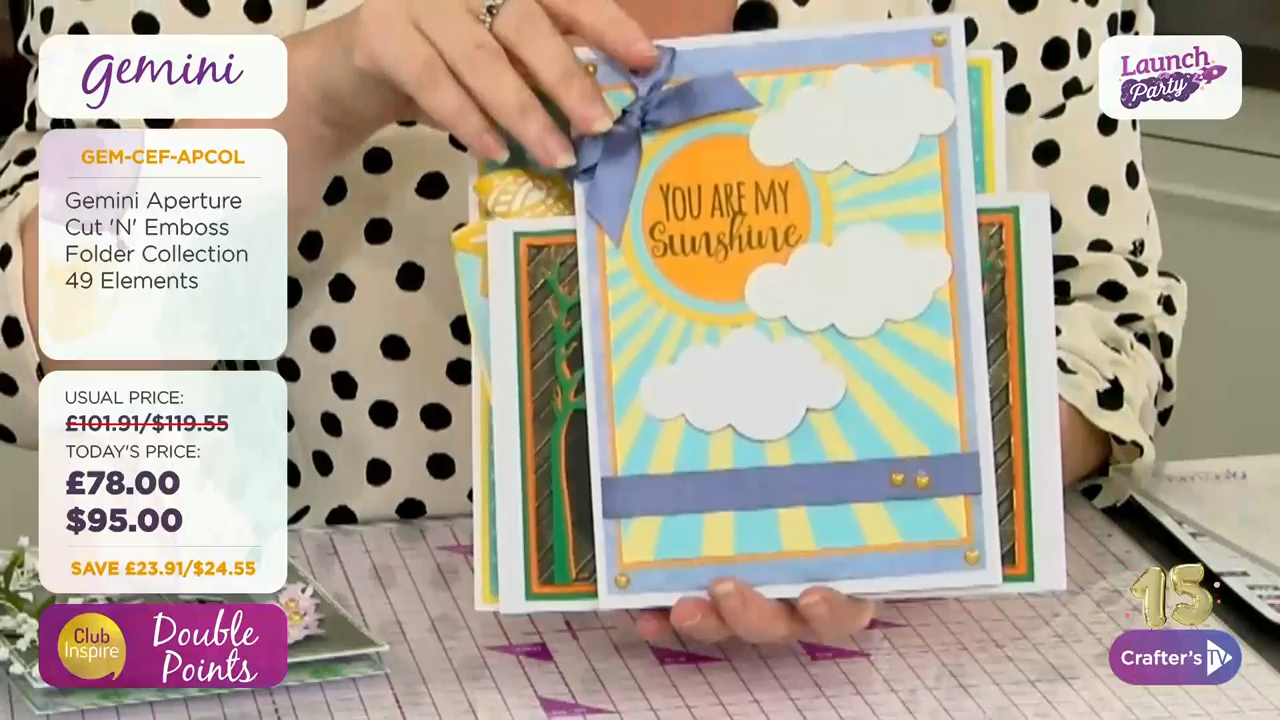 gemini
GEM-CEF-APCOL
Gemini Aperture
Cut 'N' Emboss
Folder Collection
49 Elements
USUAL PRICE:
£101.91/$119.55
TODAY'S PRICE:
£78.00
$95.00
SAVE £23.91/$24.55
Club
Inspire
Double
Points
YOU ARE MY
Sunshine
Launch
Party
15
Crafter's TV